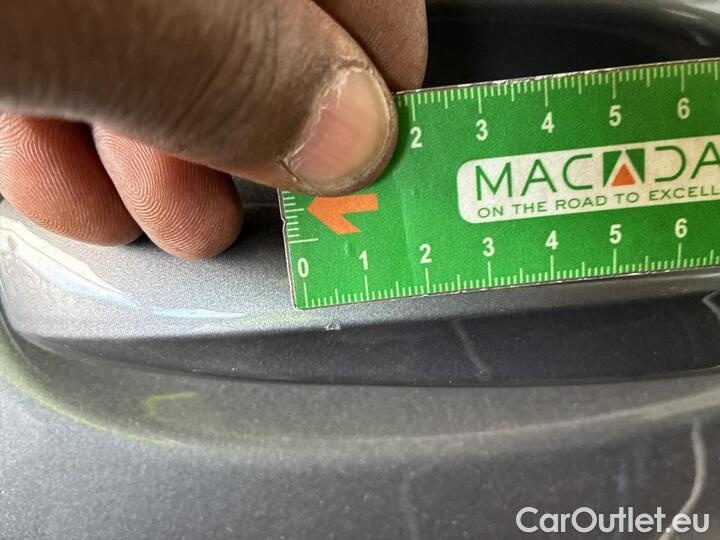 2 3 4 5 6
MACADA
ON THE ROAD TO EXCELL
0 1 2 3 4 5 6
CarOutlet.eu